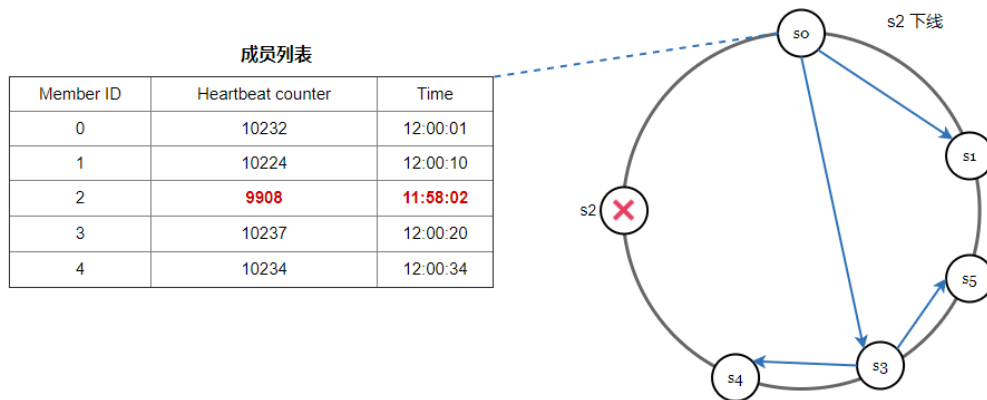 成员列表
Member ID Heartbeat counter Time
0 10232 12:00:01
1 10224 12:00:10
2 9908 11:58:02
3 10237 12:00:20
4 10234 12:00:34
s2 下线
s0
s1
s2
s5
s3
s4